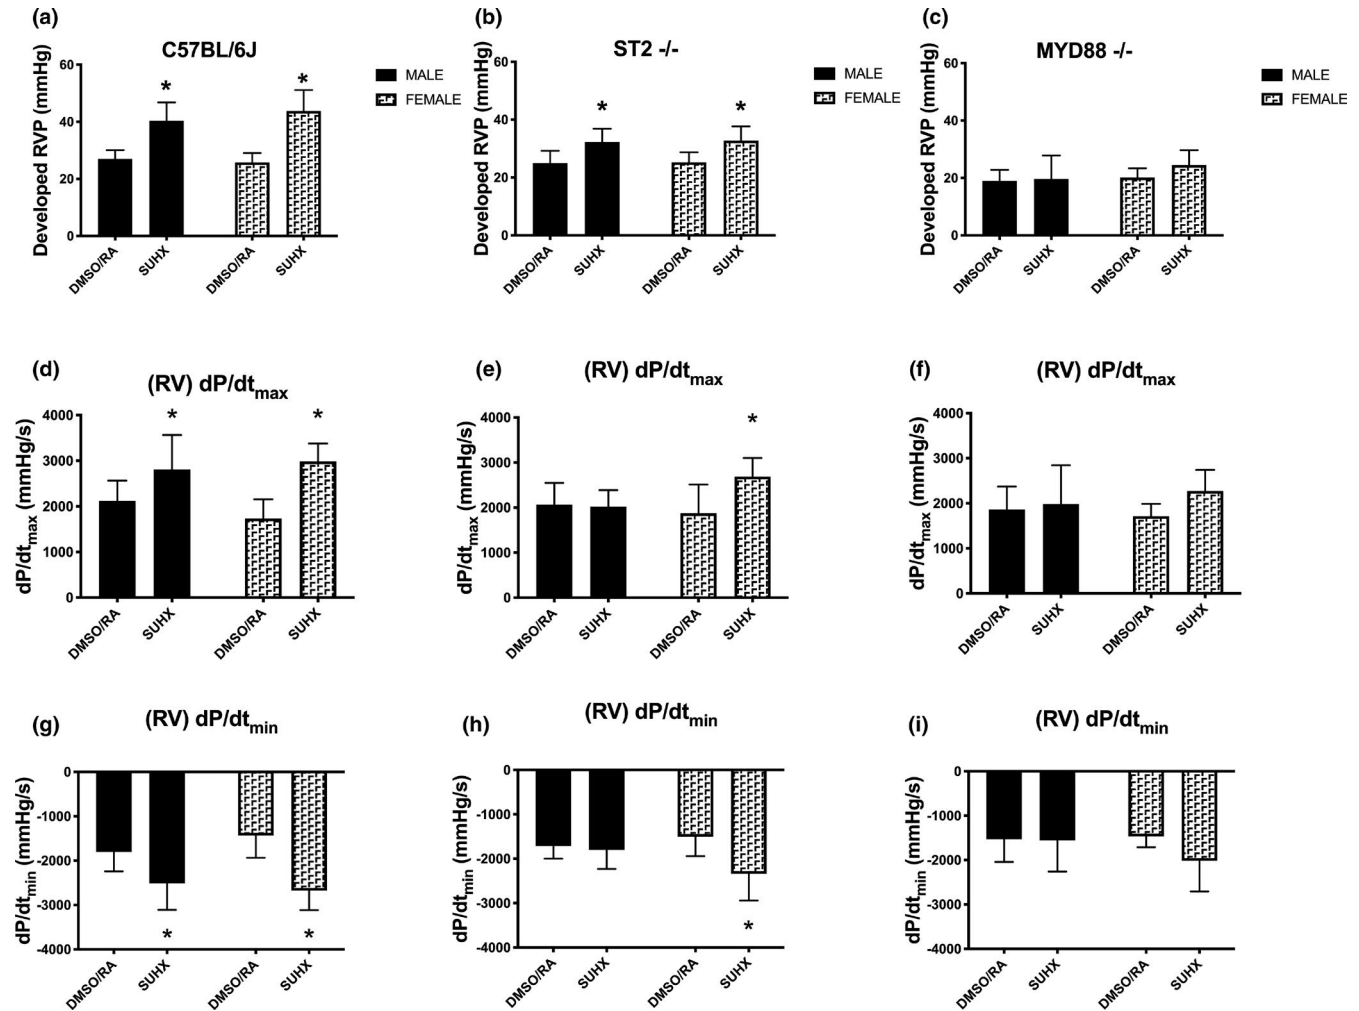 (a)
C57BL/6J
Developed RVP (mmHg)
60
40
20
0
*
*
DMSO/RA
SUHX
DMSO/RA
SUHX
MALE
FEMALE
(b)
ST2 -/-
Developed RVP (mmHg)
60
40
20
0
*
*
DMSO/RA
SUHX
DMSO/RA
SUHX
MALE
FEMALE
(c)
MYD88 -/-
Developed RVP (mmHg)
60
40
20
0
DMSO/RA
SUHX
DMSO/RA
SUHX
MALE
FEMALE
(d)
(RV) dP/dtmax
dP/dtmax (mmHg/s)
4000
3000
2000
1000
0
*
*
DMSO/RA
SUHX
DMSO/RA
SUHX
(e)
(RV) dP/dtmax
dP/dtmax (mmHg/s)
4000
3000
2000
1000
0
*
DMSO/RA
SUHX
DMSO/RA
SUHX
(f)
(RV) dP/dtmax
dP/dtmax (mmHg/s)
4000
3000
2000
1000
0
DMSO/RA
SUHX
DMSO/RA
SUHX
(g)
(RV) dP/dtmin
dP/dtmin (mmHg/s)
0
-1000
-2000
-3000
-4000
*
*
DMSO/RA
SUHX
DMSO/RA
SUHX
(h)
(RV) dP/dtmin
dP/dtmin (mmHg/s)
0
-1000
-2000
-3000
-4000
*
DMSO/RA
SUHX
DMSO/RA
SUHX
(i)
(RV) dP/dtmin
dP/dtmin (mmHg/s)
0
-1000
-2000
-3000
-4000
DMSO/RA
SUHX
DMSO/RA
SUHX